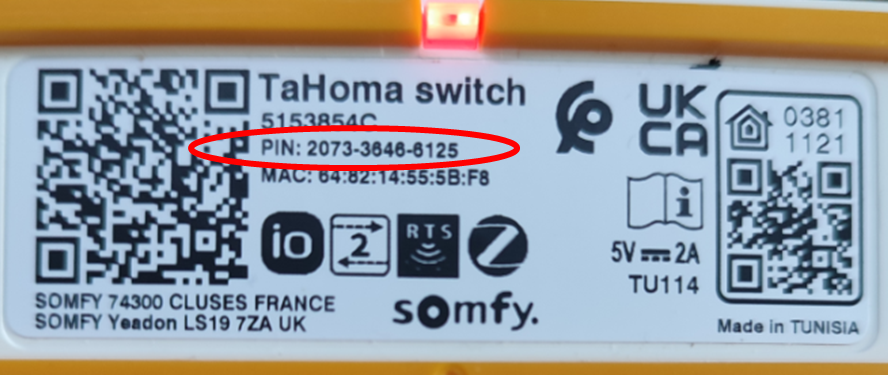 TaHoma switch
5153854C
PIN: 2073-3646-6125
MAC: 64:82:14:55:5B:F8
UK
CA
0381
1121
i
io
2
RTS
Z
5V ⎓ 2A
TU114
SOMFY 74300 CLUSES FRANCE
SOMFY Yeadon LS19 7ZA UK
somfy.
Made in TUNISIA